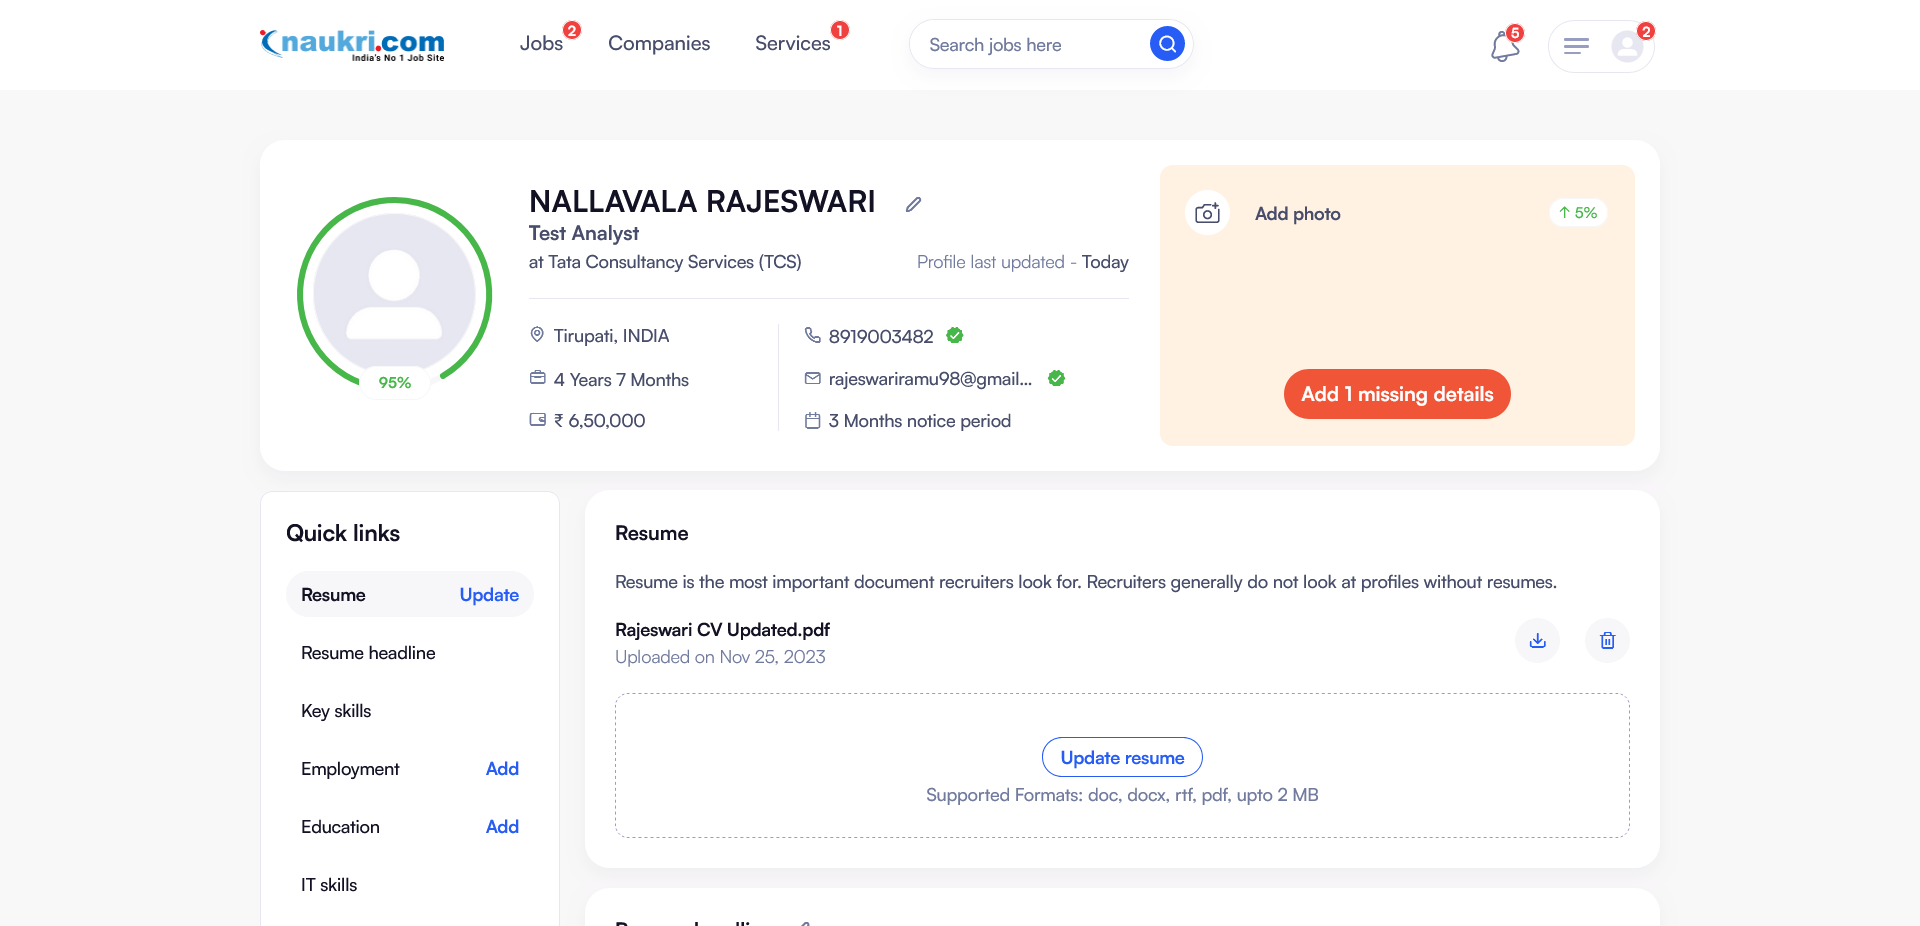 naukri.com
India's No 1 Job Site
Jobs
2
Companies
Services
1
Search jobs here
5
2
NALLAVALA RAJESWARI
Test Analyst
at Tata Consultancy Services (TCS)
Profile last updated - Today
95%
Tirupati, INDIA
4 Years 7 Months
₹ 6,50,000
8919003482
rajeswariramu98@gmail...
3 Months notice period
Add photo
↑ 5%
Add 1 missing details
Quick links
Resume
Update
Resume headline
Key skills
Employment
Add
Education
Add
IT skills
Resume
Resume is the most important document recruiters look for. Recruiters generally do not look at profiles without resumes.
Rajeswari CV Updated.pdf
Uploaded on Nov 25, 2023
Update resume
Supported Formats: doc, docx, rtf, pdf, upto 2 MB